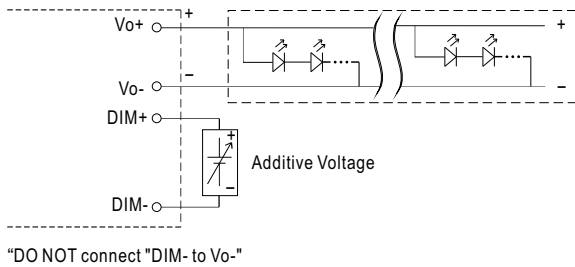 Vo+
+
+
Vo-
−
−
DIM+
+
Additive Voltage
−
DIM-
“DO NOT connect "DIM- to Vo-"